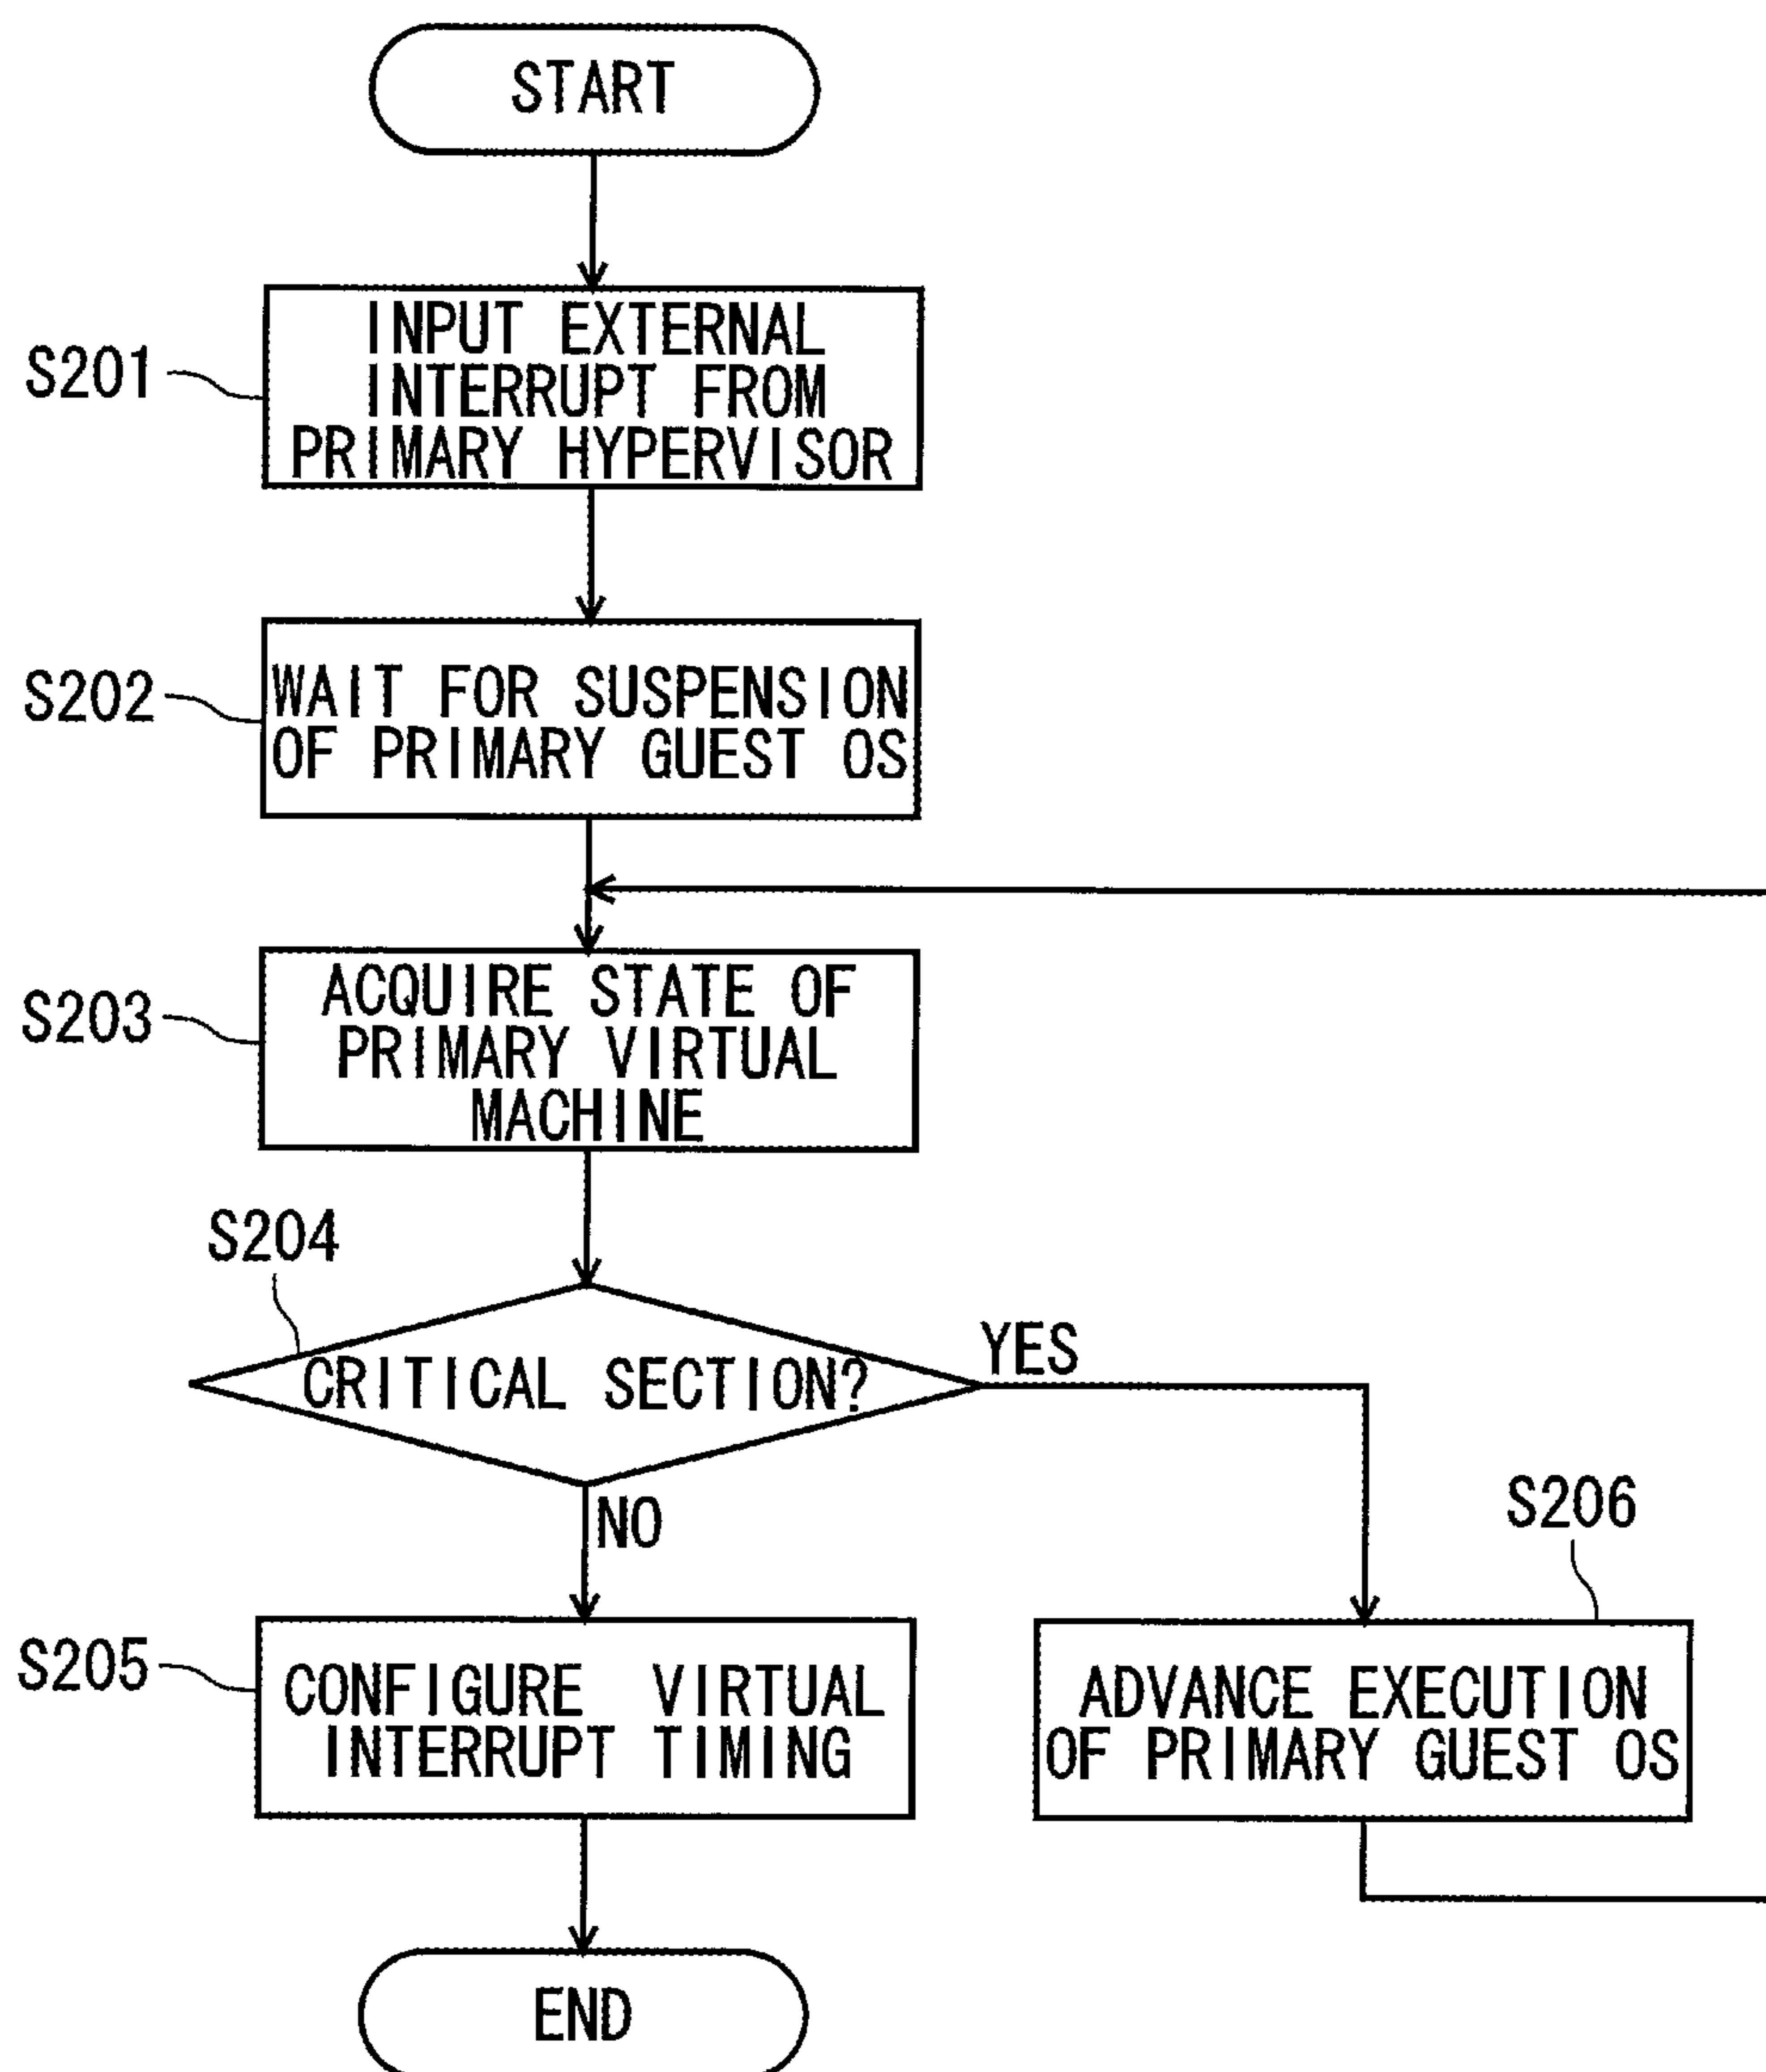 START
S201
INPUT EXTERNAL
INTERRUPT FROM
PRIMARY HYPERVISOR
S202
WAIT FOR SUSPENSION
OF PRIMARY GUEST OS
S203
ACQUIRE STATE OF
PRIMARY VIRTUAL
MACHINE
S204
CRITICAL SECTION?
YES
NO
S205
CONFIGURE VIRTUAL
INTERRUPT TIMING
S206
ADVANCE EXECUTION
OF PRIMARY GUEST OS
END